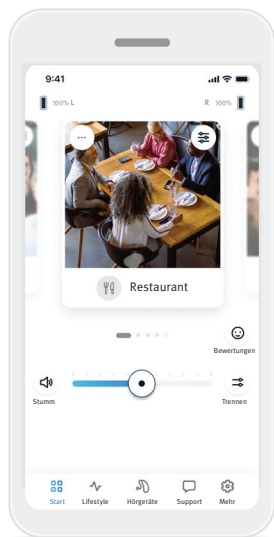 9:41
100% L R 100%
Restaurant
Bewertungen
Stumm Trennen
Start Lifestyle Hörgeräte Support Mehr